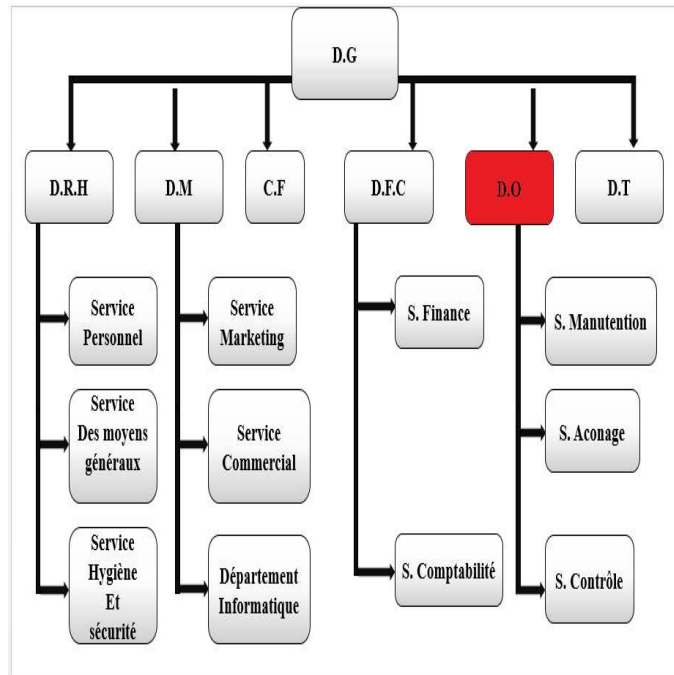 D.G
D.R.H
D.M
C.F
D.F.C
D.O
D.T
Service
Personnel
Service
Des moyens
généraux
Service
Hygiène
Et
sécurité
Service
Marketing
Service
Commercial
Département
Informatique
S. Finance
S. Comptabilité
S. Manutention
S. Aconage
S. Contrôle